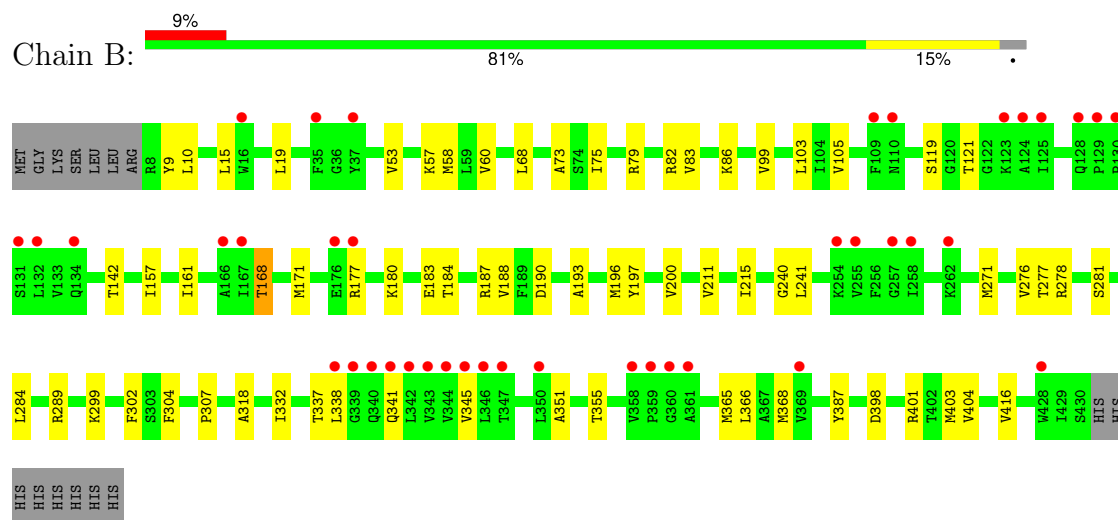 9%
Chain B:
81% 15% •
MET GLY LYS SER LEU LEU ARG R8 Y9 L10 L15 W16 L19 F35 G36 Y37 V53 K57 M58 L59 V60 L68 A73 S74 I75 R79 R82 V83 K86 V99 L103 I104 V105 F109 N110 S119 G120 T121 G122 K123 A124 I125 Q128 P129 P130
S131 L132 V133 Q134 T142 I157 I161 A166 I167 T168 M171 E176 R177 K180 E183 T184 R187 V188 F189 D190 A193 M196 Y197 V200 V211 I215 G240 L241 K254 V255 F256 G257 I258 K262 M271 V276 T277 R278 S281
L284 R289 K299 F302 S303 F304 P307 A318 I332 T337 L338 G339 Q340 Q341 L342 V343 V344 V345 L346 T347 L350 A351 T355 V358 P359 G360 A361 M365 L366 A367 M368 V369 Y387 D398 R401 T402 M403 V404 V416 W428 I429 S430 HIS HIS
HIS HIS HIS HIS HIS HIS